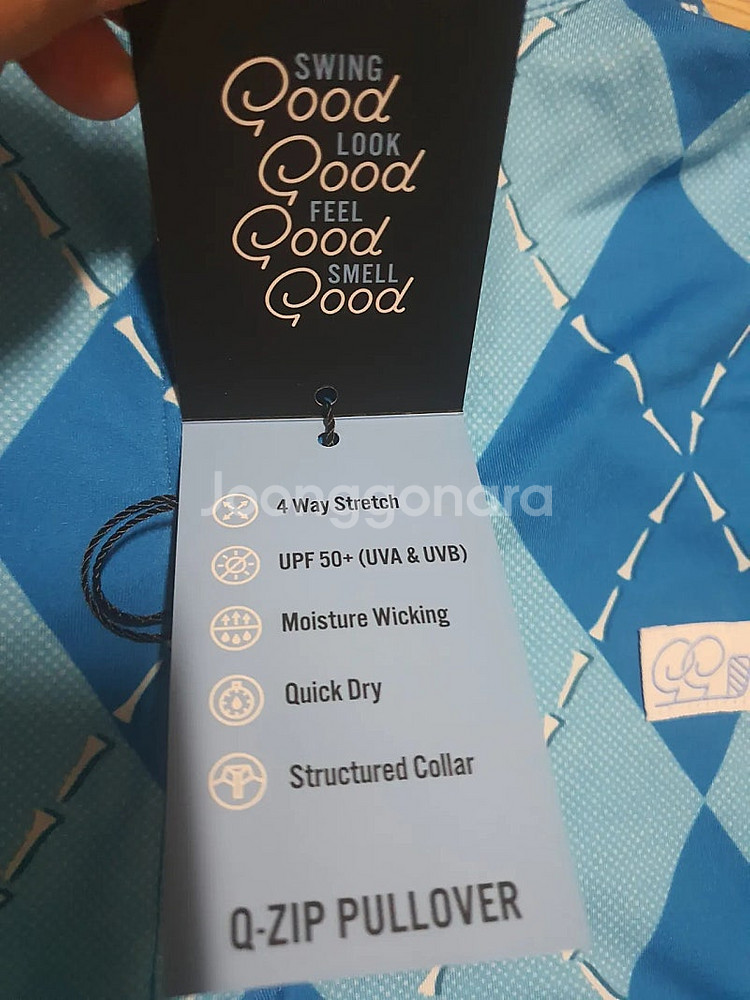 SWING
Good
LOOK
Good
FEEL
Good
SMELL
Good
Joonggonara
4 Way Stretch
UPF 50+ (UVA & UVB)
Moisture Wicking
Quick Dry
Structured Collar
Q-ZIP PULLOVER